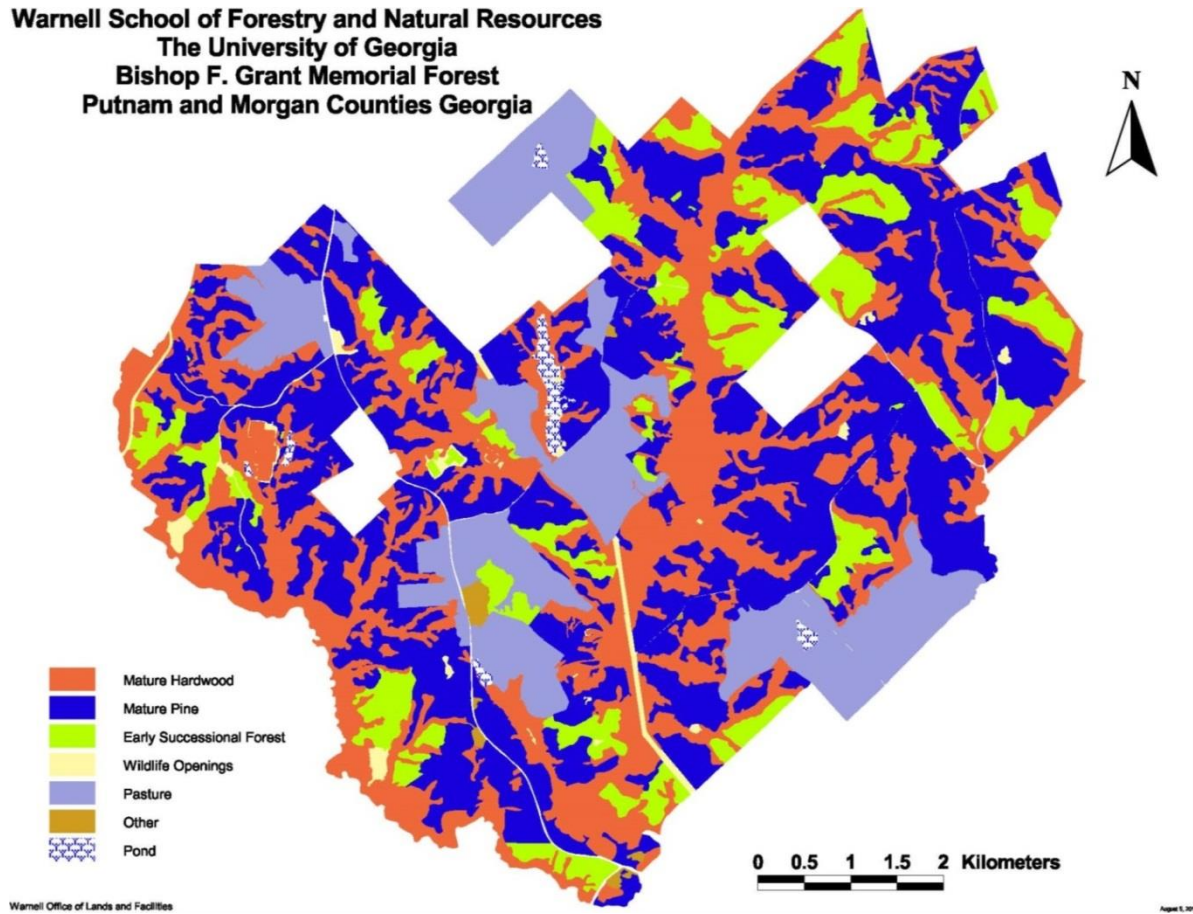 Warnell School of Forestry and Natural Resources
The University of Georgia
Bishop F. Grant Memorial Forest
Putnam and Morgan Counties Georgia
N
Mature Hardwood
Mature Pine
Early Successional Forest
Wildlife Openings
Pasture
Other
Pond
0 0.5 1 1.5 2 Kilometers
Warnell Office of Lands and Facilities
August 5,